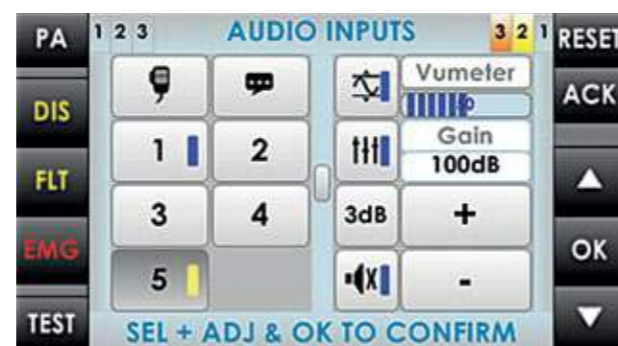 PA 1 2 3 AUDIO INPUTS 3 2 1 RESET
Vumeter
DIS ACK
1 2 Gain
100dB
FLT
3 4 3dB +
EMG OK
5 -
TEST SEL + ADJ & OK TO CONFIRM